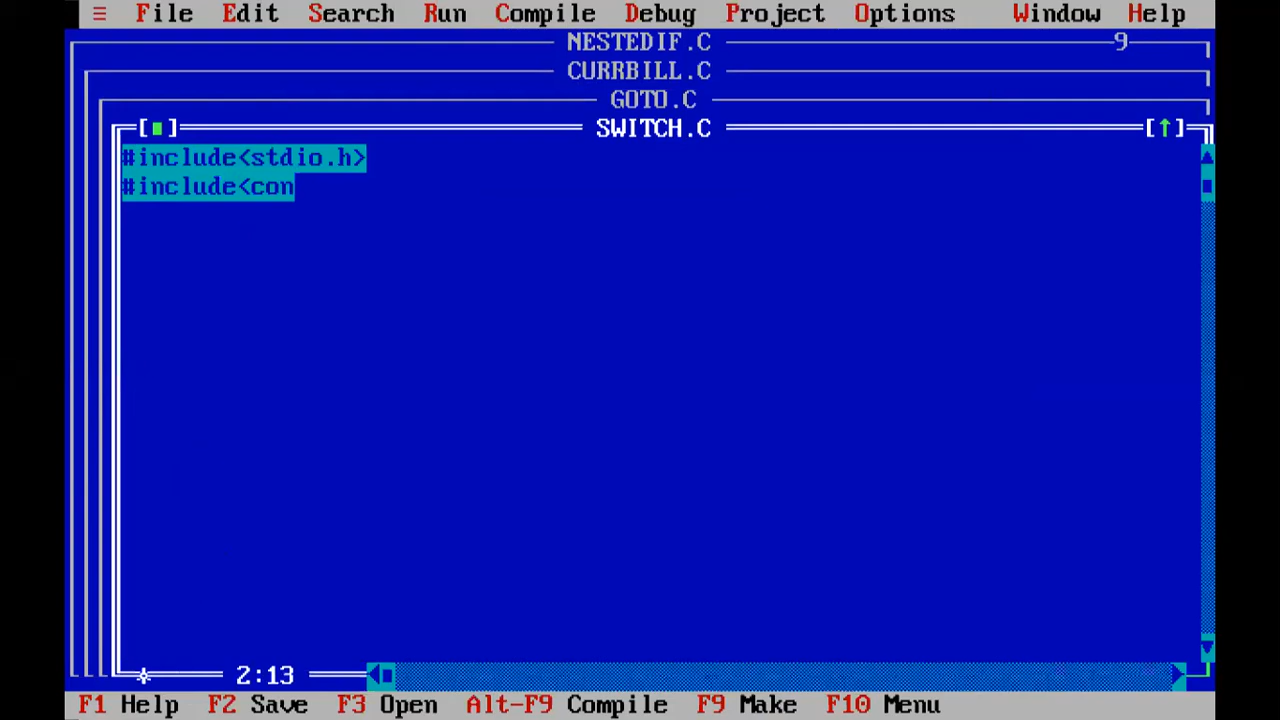 ≡ File Edit Search Run Compile Debug Project Options Window Help
NESTEDIF.C 9
CURRBILL.C
GOTO.C
[■] SWITCH.C [↑]
#include<stdio.h>
#include<con
2:13
F1 Help F2 Save F3 Open Alt-F9 Compile F9 Make F10 Menu